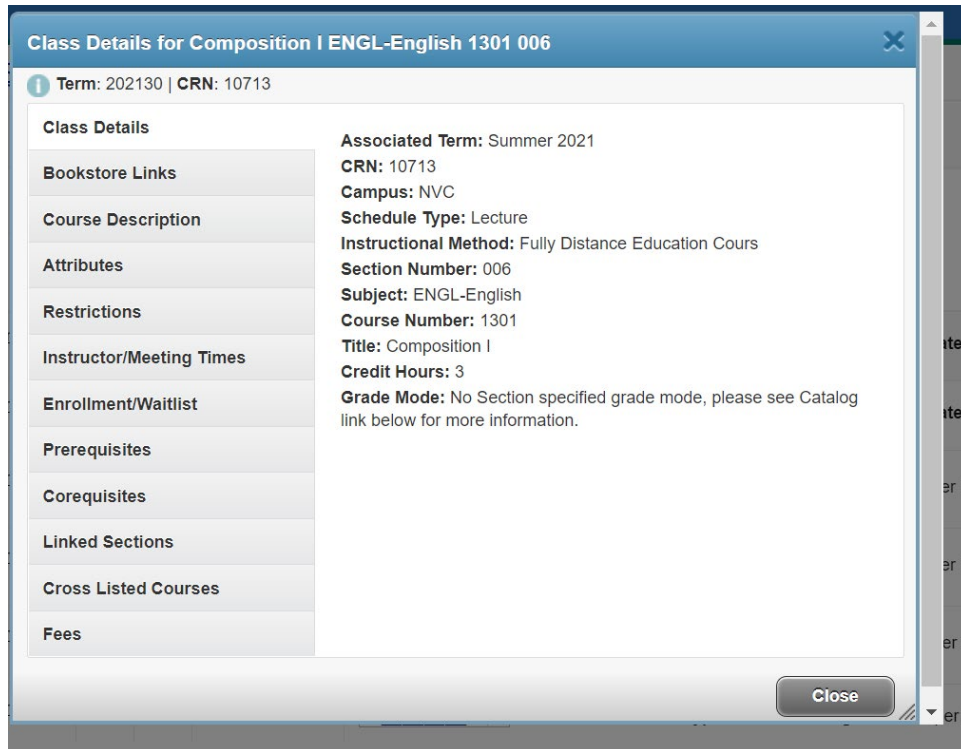 Class Details for Composition I ENGL-English 1301 006
Term: 202130 | CRN: 10713
Class Details
Bookstore Links
Course Description
Attributes
Restrictions
Instructor/Meeting Times
Enrollment/Waitlist
Prerequisites
Corequisites
Linked Sections
Cross Listed Courses
Fees
Associated Term: Summer 2021
CRN: 10713
Campus: NVC
Schedule Type: Lecture
Instructional Method: Fully Distance Education Cours
Section Number: 006
Subject: ENGL-English
Course Number: 1301
Title: Composition I
Credit Hours: 3
Grade Mode: No Section specified grade mode, please see Catalog
link below for more information.
Close